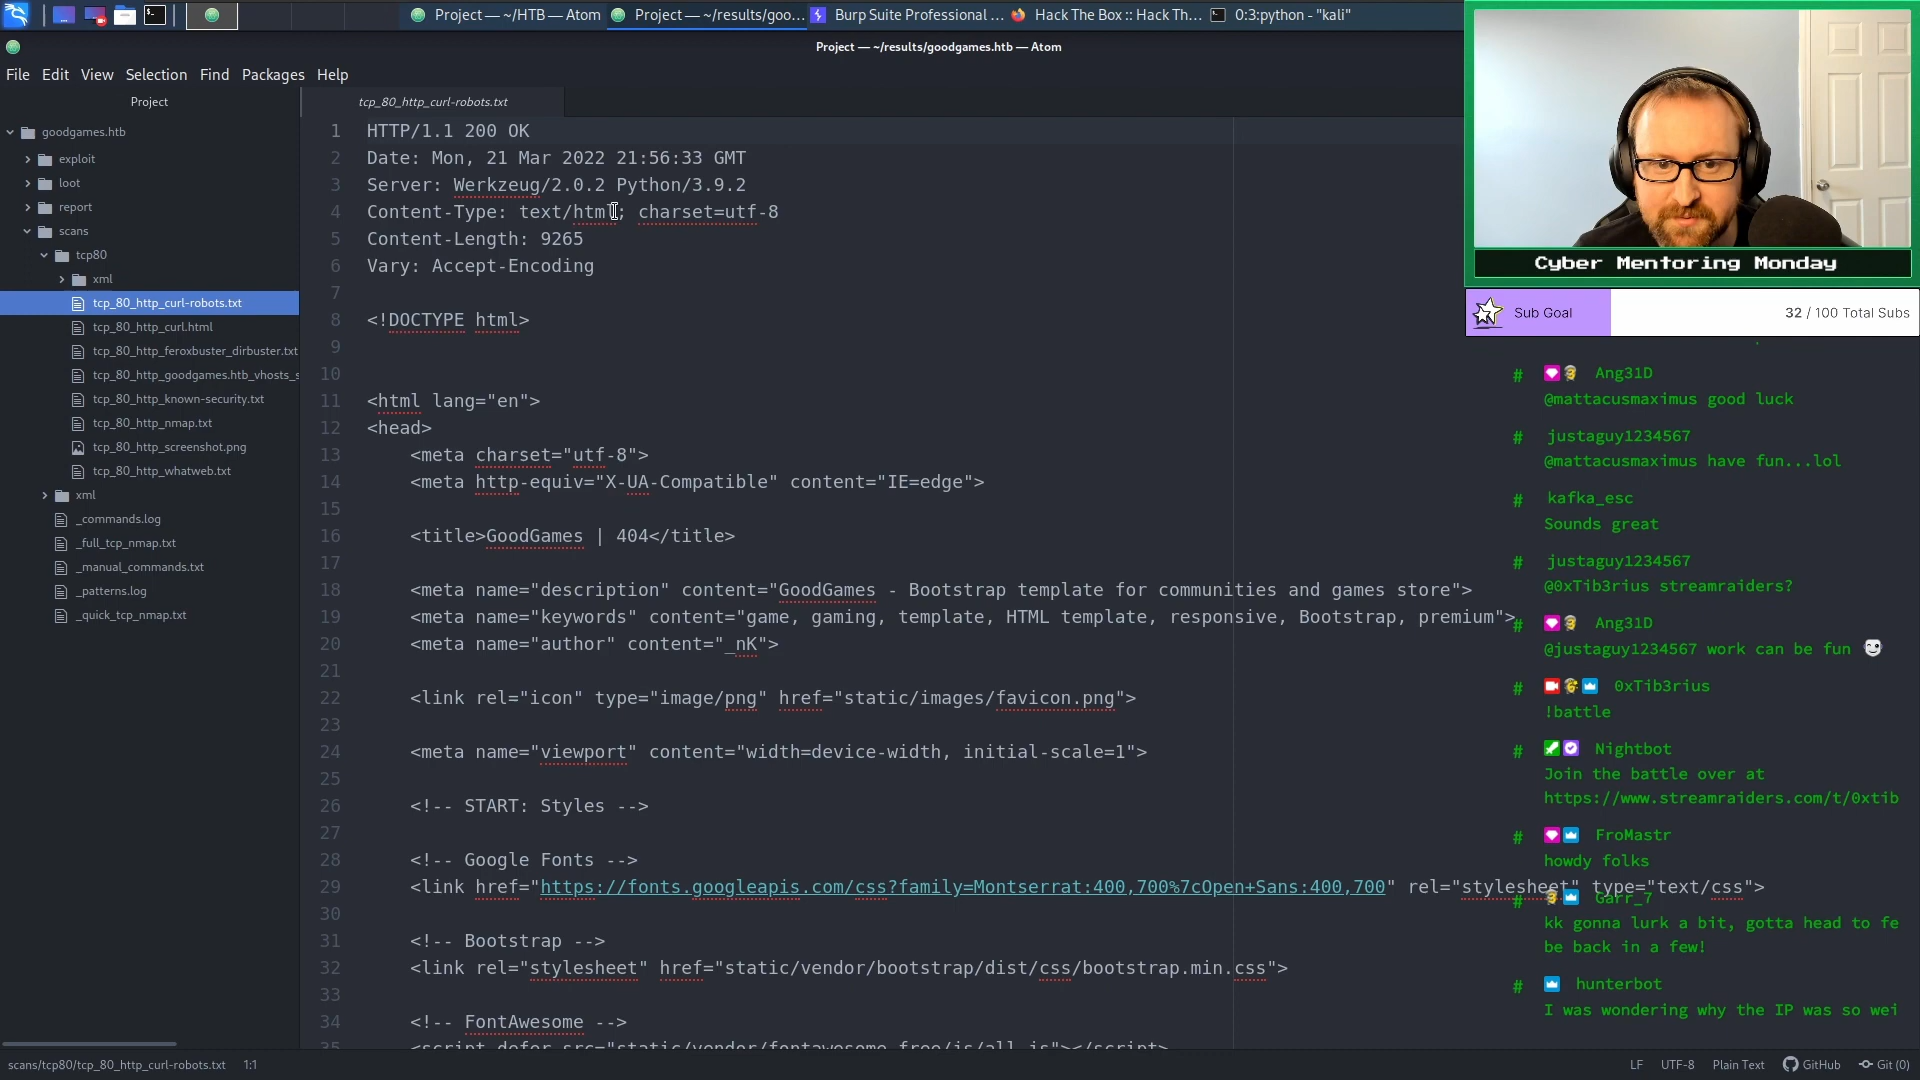 Project — ~/HTB — Atom
Project — ~/results/goo...
Burp Suite Professional ...
Hack The Box :: Hack Th...
0:3:python - "kali"
Project — ~/results/goodgames.htb — Atom
File Edit View Selection Find Packages Help
Project
goodgames.htb
exploit
loot
report
scans
tcp80
xml
tcp_80_http_curl-robots.txt
tcp_80_http_curl.html
tcp_80_http_feroxbuster_dirbuster.txt
tcp_80_http_goodgames.htb_vhosts_s
tcp_80_http_known-security.txt
tcp_80_http_nmap.txt
tcp_80_http_screenshot.png
tcp_80_http_whatweb.txt
xml
_commands.log
_full_tcp_nmap.txt
_manual_commands.txt
_patterns.log
_quick_tcp_nmap.txt
tcp_80_http_curl-robots.txt
1 HTTP/1.1 200 OK
2 Date: Mon, 21 Mar 2022 21:56:33 GMT
3 Server: Werkzeug/2.0.2 Python/3.9.2
4 Content-Type: text/html; charset=utf-8
5 Content-Length: 9265
6 Vary: Accept-Encoding
7
8 <!DOCTYPE html>
9
10
11 <html lang="en">
12 <head>
13 <meta charset="utf-8">
14 <meta http-equiv="X-UA-Compatible" content="IE=edge">
15
16 <title>GoodGames | 404</title>
17
18 <meta name="description" content="GoodGames - Bootstrap template for communities and games store">
19 <meta name="keywords" content="game, gaming, template, HTML template, responsive, Bootstrap, premium">
20 <meta name="author" content="_nK">
21
22 <link rel="icon" type="image/png" href="static/images/favicon.png">
23
24 <meta name="viewport" content="width=device-width, initial-scale=1">
25
26 <!-- START: Styles -->
27
28 <!-- Google Fonts -->
29 <link href="https://fonts.googleapis.com/css?family=Montserrat:400,700%7cOpen+Sans:400,700" rel="stylesheet" type="text/css">
30
31 <!-- Bootstrap -->
32 <link rel="stylesheet" href="static/vendor/bootstrap/dist/css/bootstrap.min.css">
33
34 <!-- FontAwesome -->
35 <script defer src="static/vendor/fontawesome-free/js/all.js"></script>
Cyber Mentoring Monday
Sub Goal
32 / 100 Total Subs
# Ang31D
@mattacusmaximus good luck
# justaguy1234567
@mattacusmaximus have fun...lol
# kafka_esc
Sounds great
# justaguy1234567
@0xTib3rius streamraiders?
# Ang31D
@justaguy1234567 work can be fun
# 0xTib3rius
!battle
# Nightbot
Join the battle over at
https://www.streamraiders.com/t/0xtib
# FroMastr
howdy folks
# Garr_7
kk gonna lurk a bit, gotta head to fe
be back in a few!
# hunterbot
I was wondering why the IP was so wei
scans/tcp80/tcp_80_http_curl-robots.txt 1:1
LF UTF-8 Plain Text GitHub Git (0)